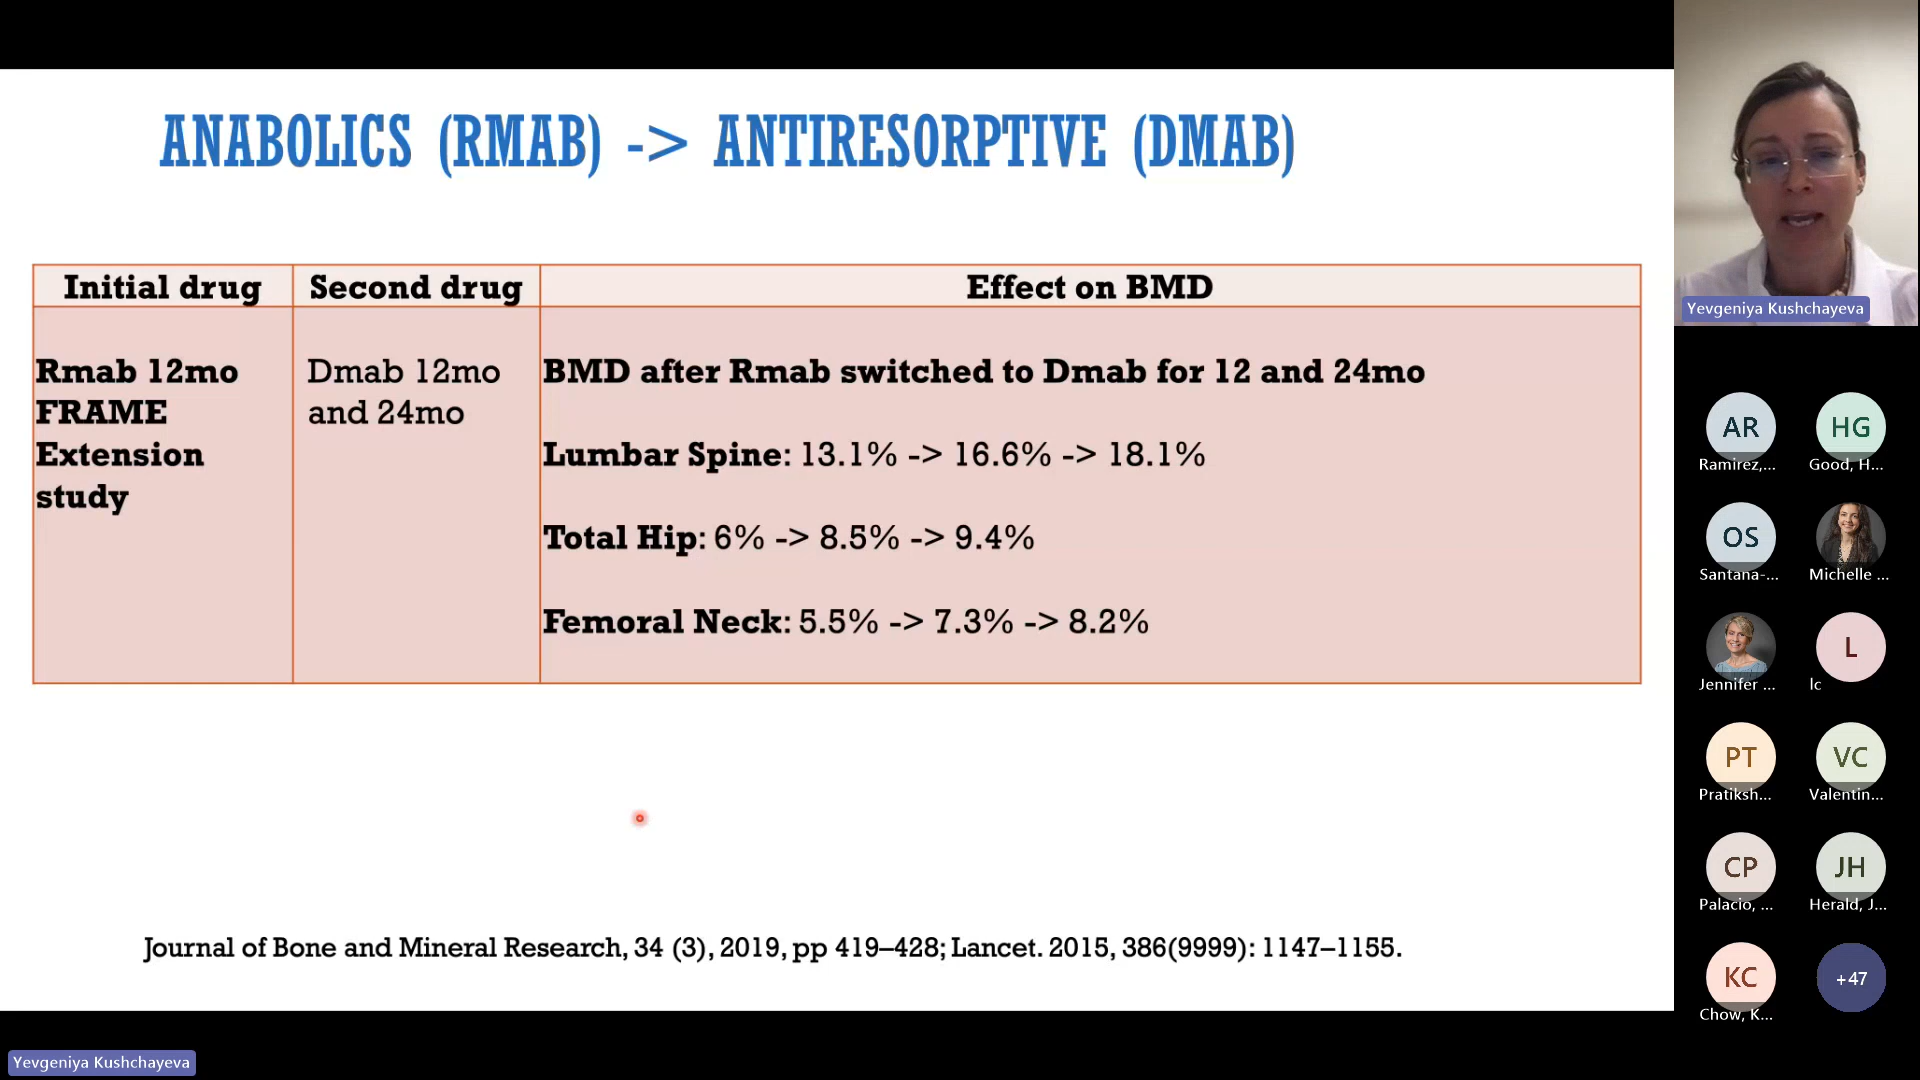 ANABOLICS (RMAB) -> ANTIRESORPTIVE (DMAB)
Initial drug
Second drug
Effect on BMD
Rmab 12mo
FRAME
Extension
study
Dmab 12mo
and 24mo
BMD after Rmab switched to Dmab for 12 and 24mo
Lumbar Spine: 13.1% -> 16.6% -> 18.1%
Total Hip: 6% -> 8.5% -> 9.4%
Femoral Neck: 5.5% -> 7.3% -> 8.2%
Journal of Bone and Mineral Research, 34 (3), 2019, pp 419–428; Lancet. 2015, 386(9999): 1147–1155.
Yevgeniya Kushchayeva
Yevgeniya Kushchayeva
AR
Ramirez,...
HG
Good, H...
OS
Santana-...
Michelle ...
Jennifer ...
L
lc
PT
Pratiksh...
VC
Valentin...
CP
Palacio, ...
JH
Herald, J...
KC
Chow, K...
+47